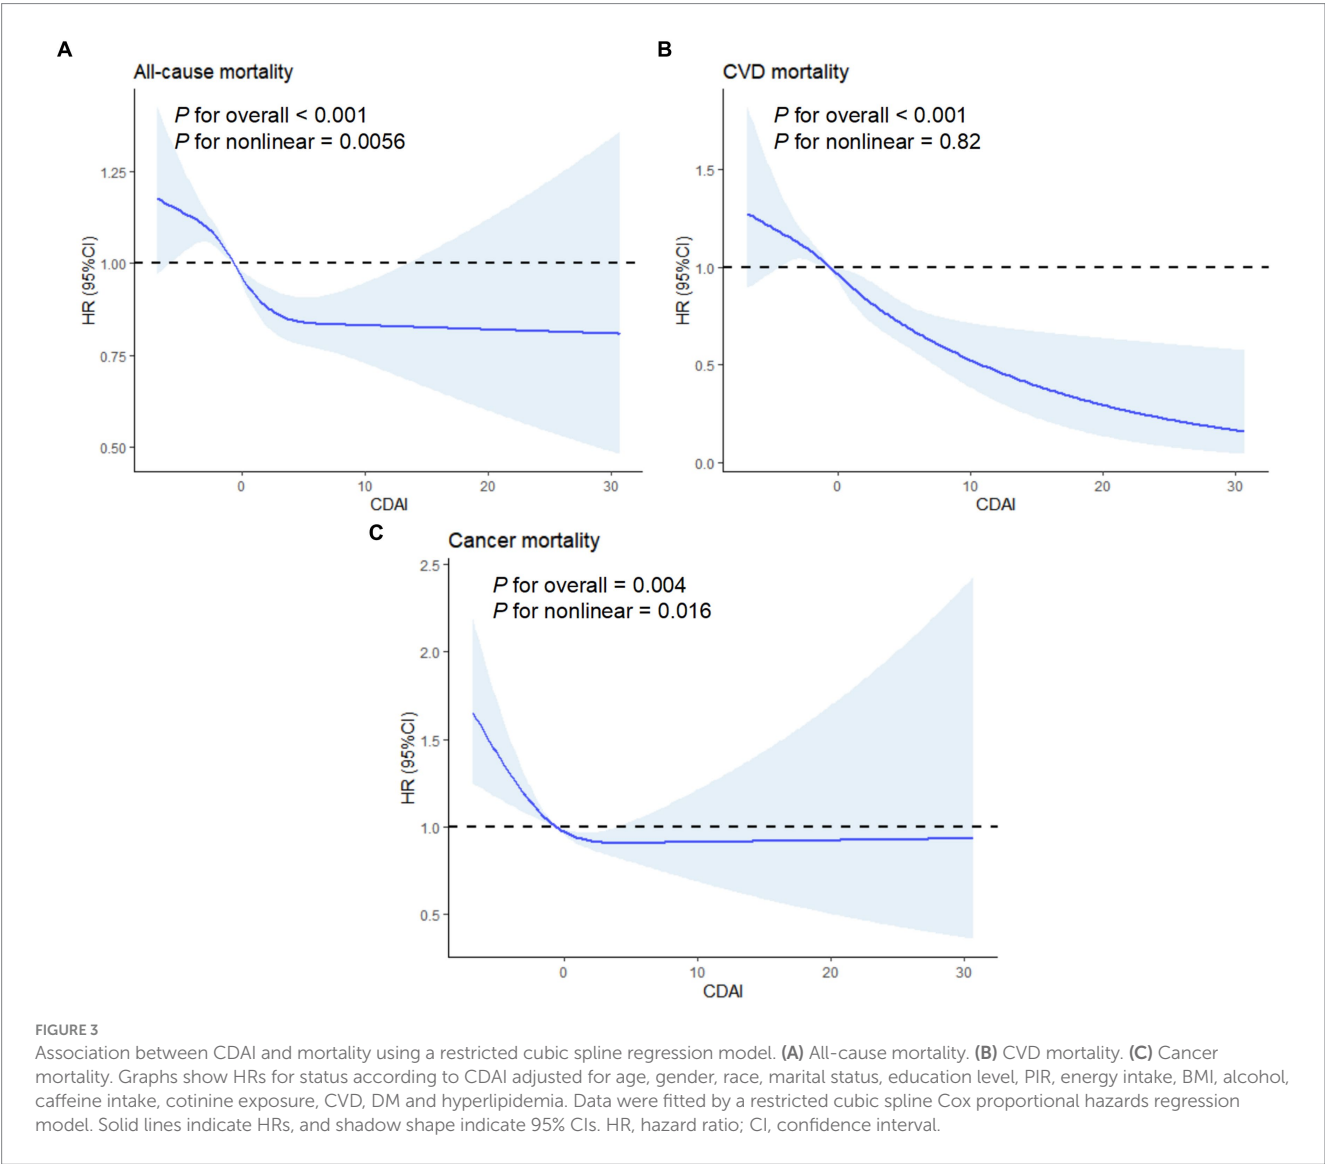 A
All-cause mortality
P for overall < 0.001
P for nonlinear = 0.0056
1.25
1.00
0.75
0.50
HR (95%CI)
0
10
20
30
CDAI
B
CVD mortality
P for overall < 0.001
P for nonlinear = 0.82
1.5
1.0
0.5
0.0
HR (95%CI)
0
10
20
30
CDAI
C
Cancer mortality
P for overall = 0.004
P for nonlinear = 0.016
2.5
2.0
1.5
1.0
0.5
HR (95%CI)
0
10
20
30
CDAI
FIGURE 3
Association between CDAI and mortality using a restricted cubic spline regression model. (A) All-cause mortality. (B) CVD mortality. (C) Cancer
mortality. Graphs show HRs for status according to CDAI adjusted for age, gender, race, marital status, education level, PIR, energy intake, BMI, alcohol,
caffeine intake, cotinine exposure, CVD, DM and hyperlipidemia. Data were fitted by a restricted cubic spline Cox proportional hazards regression
model. Solid lines indicate HRs, and shadow shape indicate 95% CIs. HR, hazard ratio; CI, confidence interval.